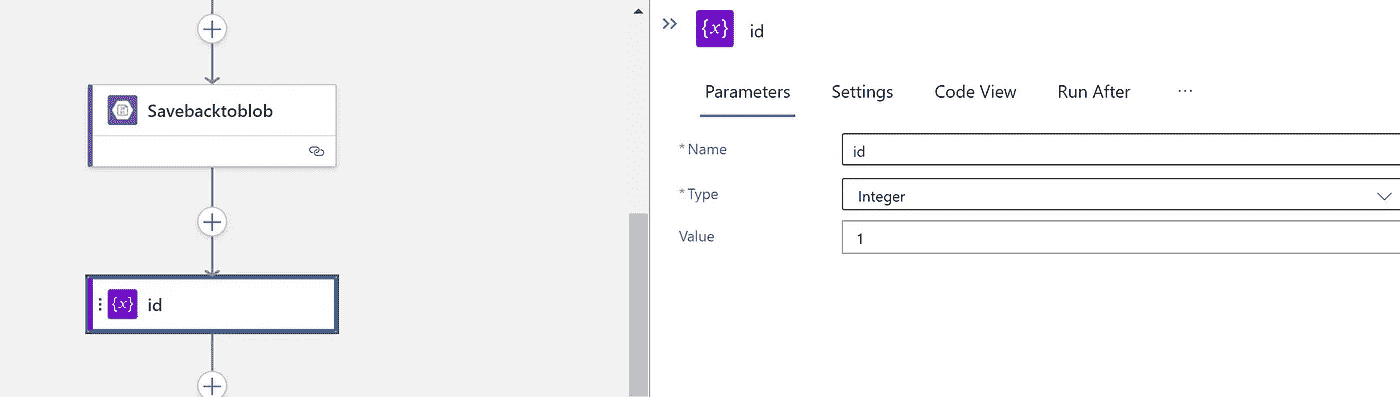 Savebacktoblob
{x} id
{x} id
Parameters Settings Code View Run After ...
* Name id
* Type Integer
Value 1